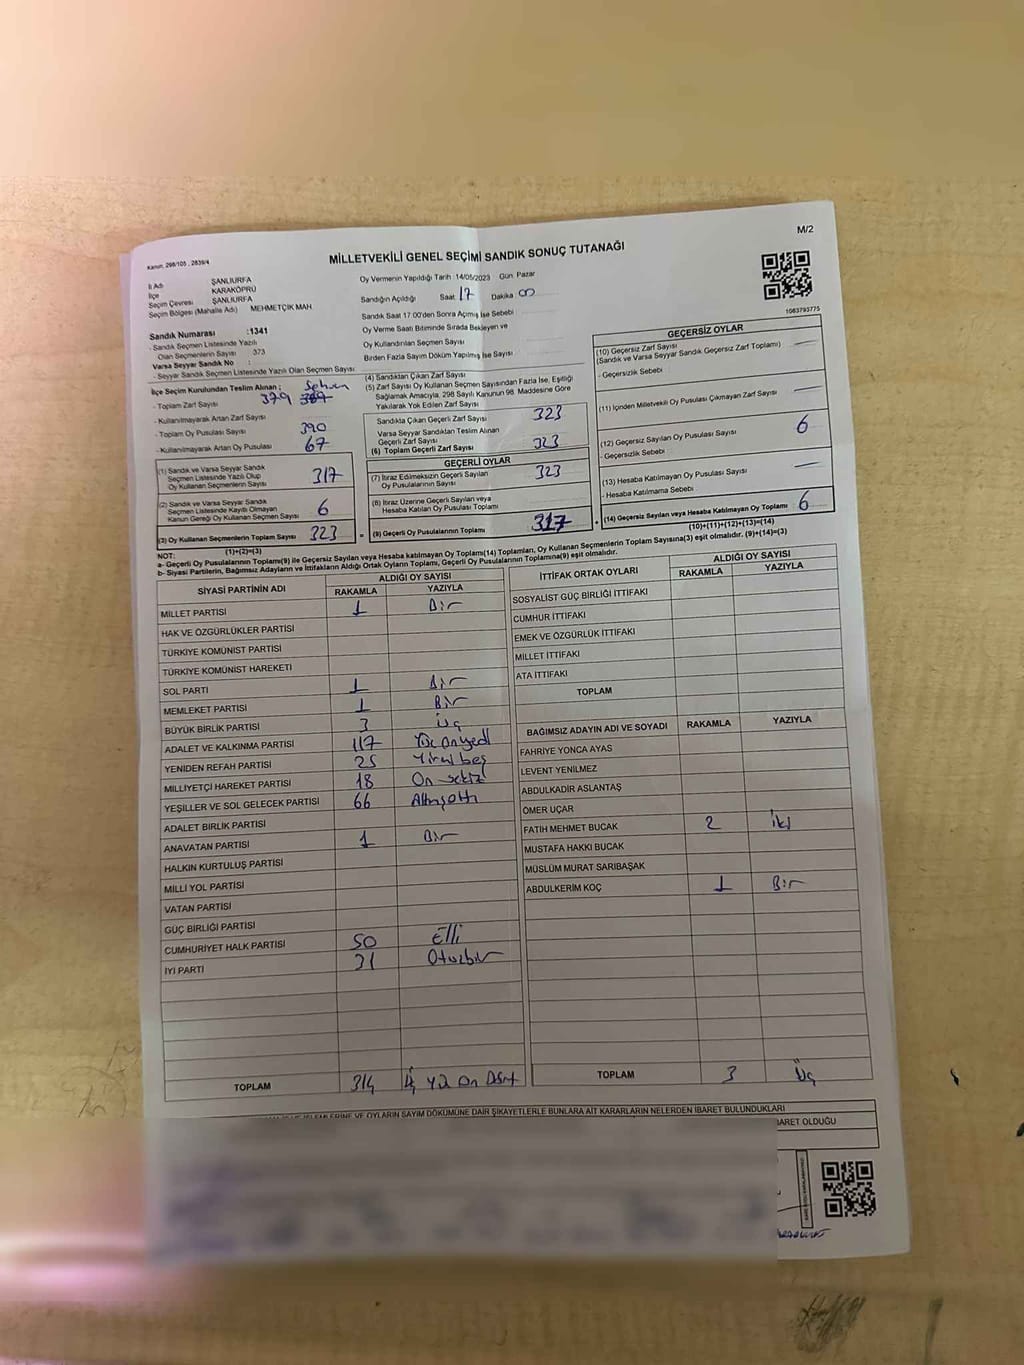 M/2
Kanun: 298/105 , 2839/4
MİLLETVEKİLİ GENEL SEÇİMİ SANDIK SONUÇ TUTANAĞI
İl Adı ŞANLIURFA
İlçe KARAKÖPRÜ
Seçim Çevresi ŞANLIURFA
Seçim Bölgesi (Mahalle Adı) MEHMETÇİK MAH
Oy Vermenin Yapıldığı Tarih :14/05/2023 Gün: Pazar
Sandığın Açıldığı Saat: 17 Dakika 00
Sandık Saat 17.00'den Sonra Açımış İse Sebebi :
Oy Verme Saati Bitiminde Sırada Bekleyen ve
Oy Kullandırılan Seçmen Sayısı
Birden Fazla Sayım Döküm Yapılmış İse Sayısı
1063793775
Sandık Numarası :1341
- Sandık Seçmen Listesinde Yazılı
Olan Seçmenlerin Sayısı 373
Varsa Seyyar Sandık No :
- Seyyar Sandık Seçmen Listesinde Yazılı Olan Seçmen Sayısı
İlçe Seçim Kurulundan Teslim Alınan ; Sehven
- Toplam Zarf Sayısı 379 389
- Kullanılmayarak Artan Zarf Sayısı
- Toplam Oy Pusulası Sayısı 390
- Kullanılmayarak Artan Oy Pusulası 67
(1) Sandık ve Varsa Seyyar Sandık
Seçmen Listesinde Yazılı Olup
Oy Kullanan Seçmenlerin Sayısı 317
(2) Sandık ve Varsa Seyyar Sandık
Seçmen Listesinde Kayıtlı Olmayan
Kanun Gereği Oy Kullanan Seçmen Sayısı 6
(3) Oy Kullanan Seçmenlerin Toplam Sayısı 323
(1)+(2)=(3)
(4) Sandıktan Çıkan Zarf Sayısı
(5) Zarf Sayısı Oy Kullanan Seçmen Sayısından Fazla İse, Eşitliği
Sağlamak Amacıyla, 298 Sayılı Kanunun 98. Maddesine Göre
Yakılarak Yok Edilen Zarf Sayısı
Sandıkta Çıkan Geçerli Zarf Sayısı 323
Varsa Seyyar Sandıktan Teslim Alınan
Geçerli Zarf Sayısı
(6) Toplam Geçerli Zarf Sayısı 323
GEÇERLİ OYLAR
(7) İtiraz Edilmeksizin Geçerli Sayılan
Oy Pusulalarının Sayısı 323
(8) İtiraz Üzerine Geçerli Sayılan veya
Hesaba Katılan Oy Pusulası Toplamı
(9) Geçerli Oy Pusulalarının Toplamı 317
GEÇERSİZ OYLAR
(10) Geçersiz Zarf Sayısı
(Sandık ve Varsa Seyyar Sandık Geçersiz Zarf Toplamı)
- Geçersizlik Sebebi
(11) İçinden Milletvekili Oy Pusulası Çıkmayan Zarf Sayısı
(12) Geçersiz Sayılan Oy Pusulası Sayısı 6
- Geçersizlik Sebebi
(13) Hesaba Katılmayan Oy Pusulası Sayısı
- Hesaba Katılmama Sebebi
(14) Geçersiz Sayılan veya Hesaba Katılmayan Oy Toplamı 6
(10)+(11)+(12)+(13)=(14)
NOT:
a- Geçerli Oy Pusulalarının Toplamı(9) ile Geçersiz Sayılan veya Hesaba katılmayan Oy Toplamı(14) Toplamları, Oy Kullanan Seçmenlerin Toplam Sayısına(3) eşit olmalıdır. (9)+(14)=(3)
b- Siyasi Partilerin, Bağımsız Adayların ve İttifakların Aldığı Ortak Oyların Toplamı, Geçerli Oy Pusulalarının Toplamına(9) eşit olmalıdır.
SİYASİ PARTİNİN ADI ALDIĞI OY SAYISI
RAKAMLA YAZIYLA
MİLLET PARTİSİ 1 Bir
HAK VE ÖZGÜRLÜKLER PARTİSİ
TÜRKİYE KOMÜNİST PARTİSİ
TÜRKİYE KOMÜNİST HAREKETİ
SOL PARTİ 1 Bir
MEMLEKET PARTİSİ 1 Bir
BÜYÜK BİRLİK PARTİSİ 3 üç
ADALET VE KALKINMA PARTİSİ 117 Yüz onyedi
YENİDEN REFAH PARTİSİ 25 Yirmi beş
MİLLİYETÇİ HAREKET PARTİSİ 18 On sekiz
YEŞİLLER VE SOL GELECEK PARTİSİ 66 Altmışaltı
ADALET BİRLİK PARTİSİ
ANAVATAN PARTİSİ 1 Bir
HALKIN KURTULUŞ PARTİSİ
MİLLİ YOL PARTİSİ
VATAN PARTİSİ
GÜÇ BİRLİĞİ PARTİSİ
CUMHURİYET HALK PARTİSİ 50 Elli
İYİ PARTİ 31 Otuzbir
TOPLAM 314 Üç Yüz On Dört
İTTİFAK ORTAK OYLARI ALDIĞI OY SAYISI
RAKAMLA YAZIYLA
SOSYALİST GÜÇ BİRLİĞİ İTTİFAKI
CUMHUR İTTİFAKI
EMEK VE ÖZGÜRLÜK İTTİFAKI
MİLLET İTTİFAKI
ATA İTTİFAKI
TOPLAM
BAĞIMSIZ ADAYIN ADI VE SOYADI RAKAMLA YAZIYLA
FAHRİYE YONCA AYAS
LEVENT YENİLMEZ
ABDULKADİR ASLANTAŞ
ÖMER UÇAR
FATİH MEHMET BUCAK 2 iki
MUSTAFA HAKKI BUCAK
MÜSLÜM MURAT SARIBAŞAK
ABDULKERİM KOÇ 1 Bir
TOPLAM 3 Üç
İŞLEMLERİNE VE OYLARIN SAYIM DÖKÜMÜNE DAİR ŞİKAYETLERLE BUNLARA AİT KARARLARIN NELERDEN İBARET BULUNDUKLARI
BARET OLDUĞU